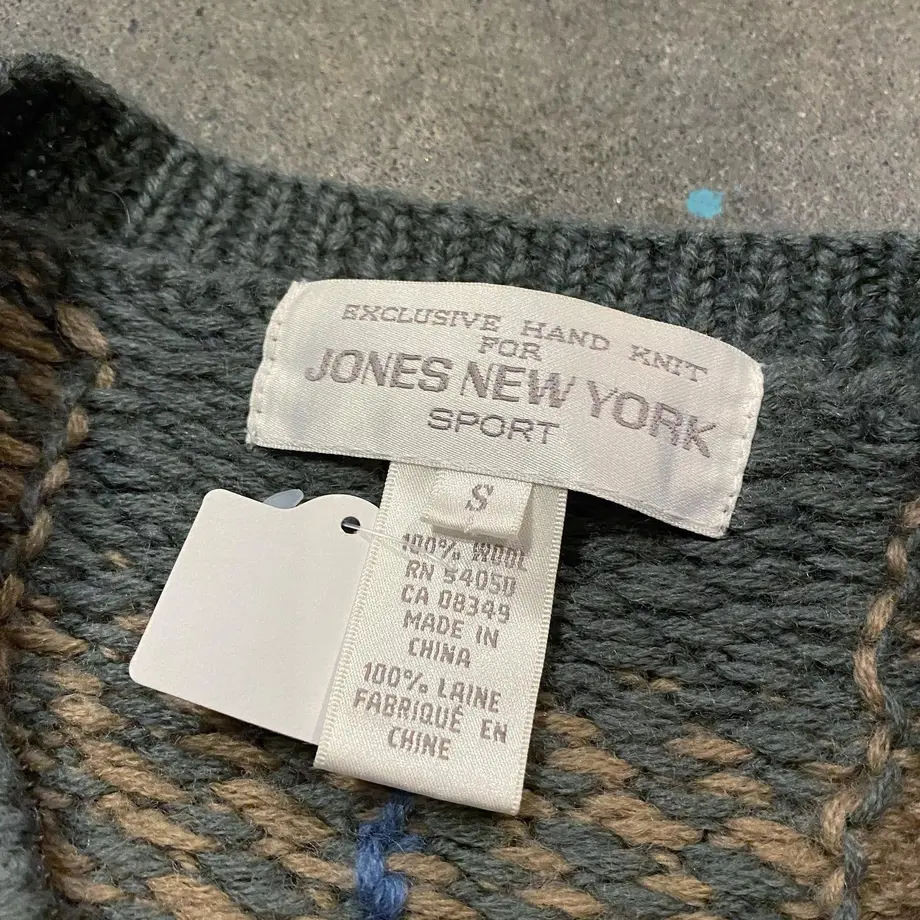 EXCLUSIVE HAND KNIT
FOR
JONES NEW YORK
SPORT
S
100% WOOL
RN 54050
CA 08349
MADE IN
CHINA
100% LAINE
FABRIQUÉ EN
CHINE